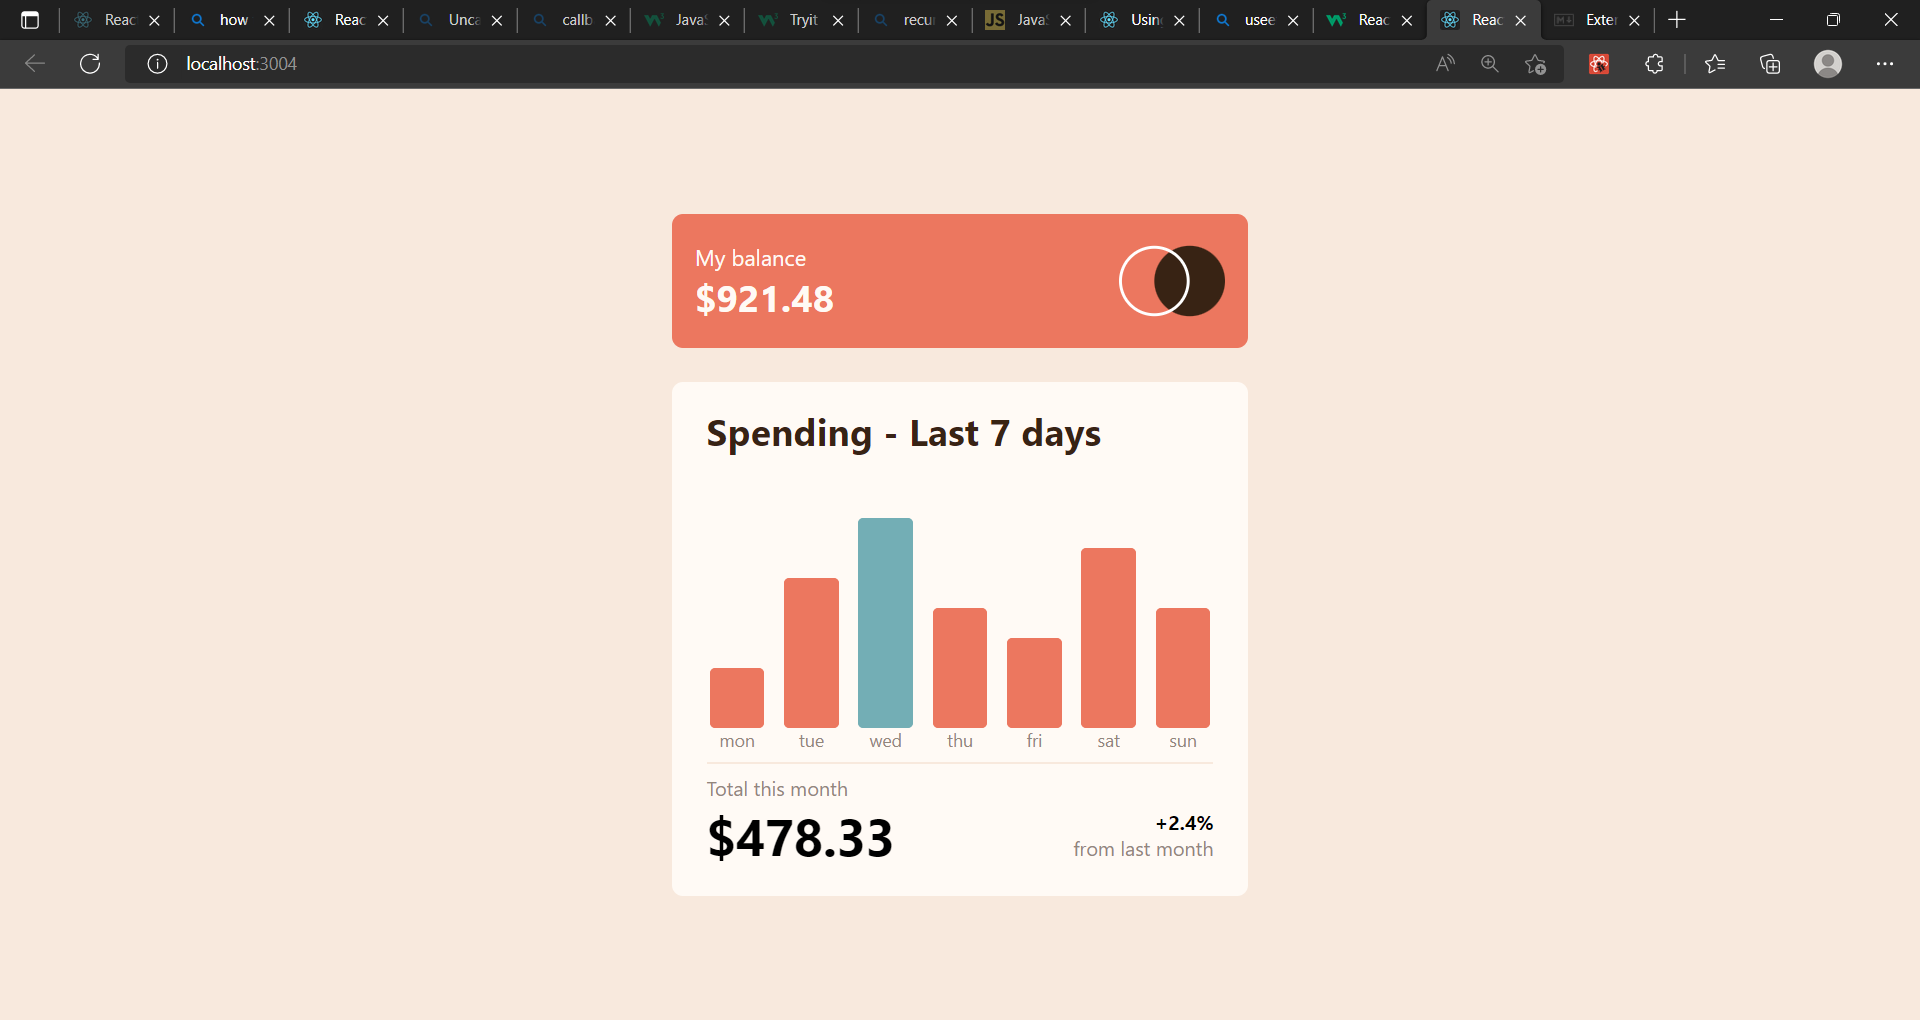 Reac
how
Reac
Unca
callb
Java
Tryit
recu
JS
Java
Usin
usee
Reac
Reac
Exte
localhost:3004
My balance
$921.48
Spending - Last 7 days
mon tue wed thu fri sat sun
Total this month
$478.33
+2.4%
from last month